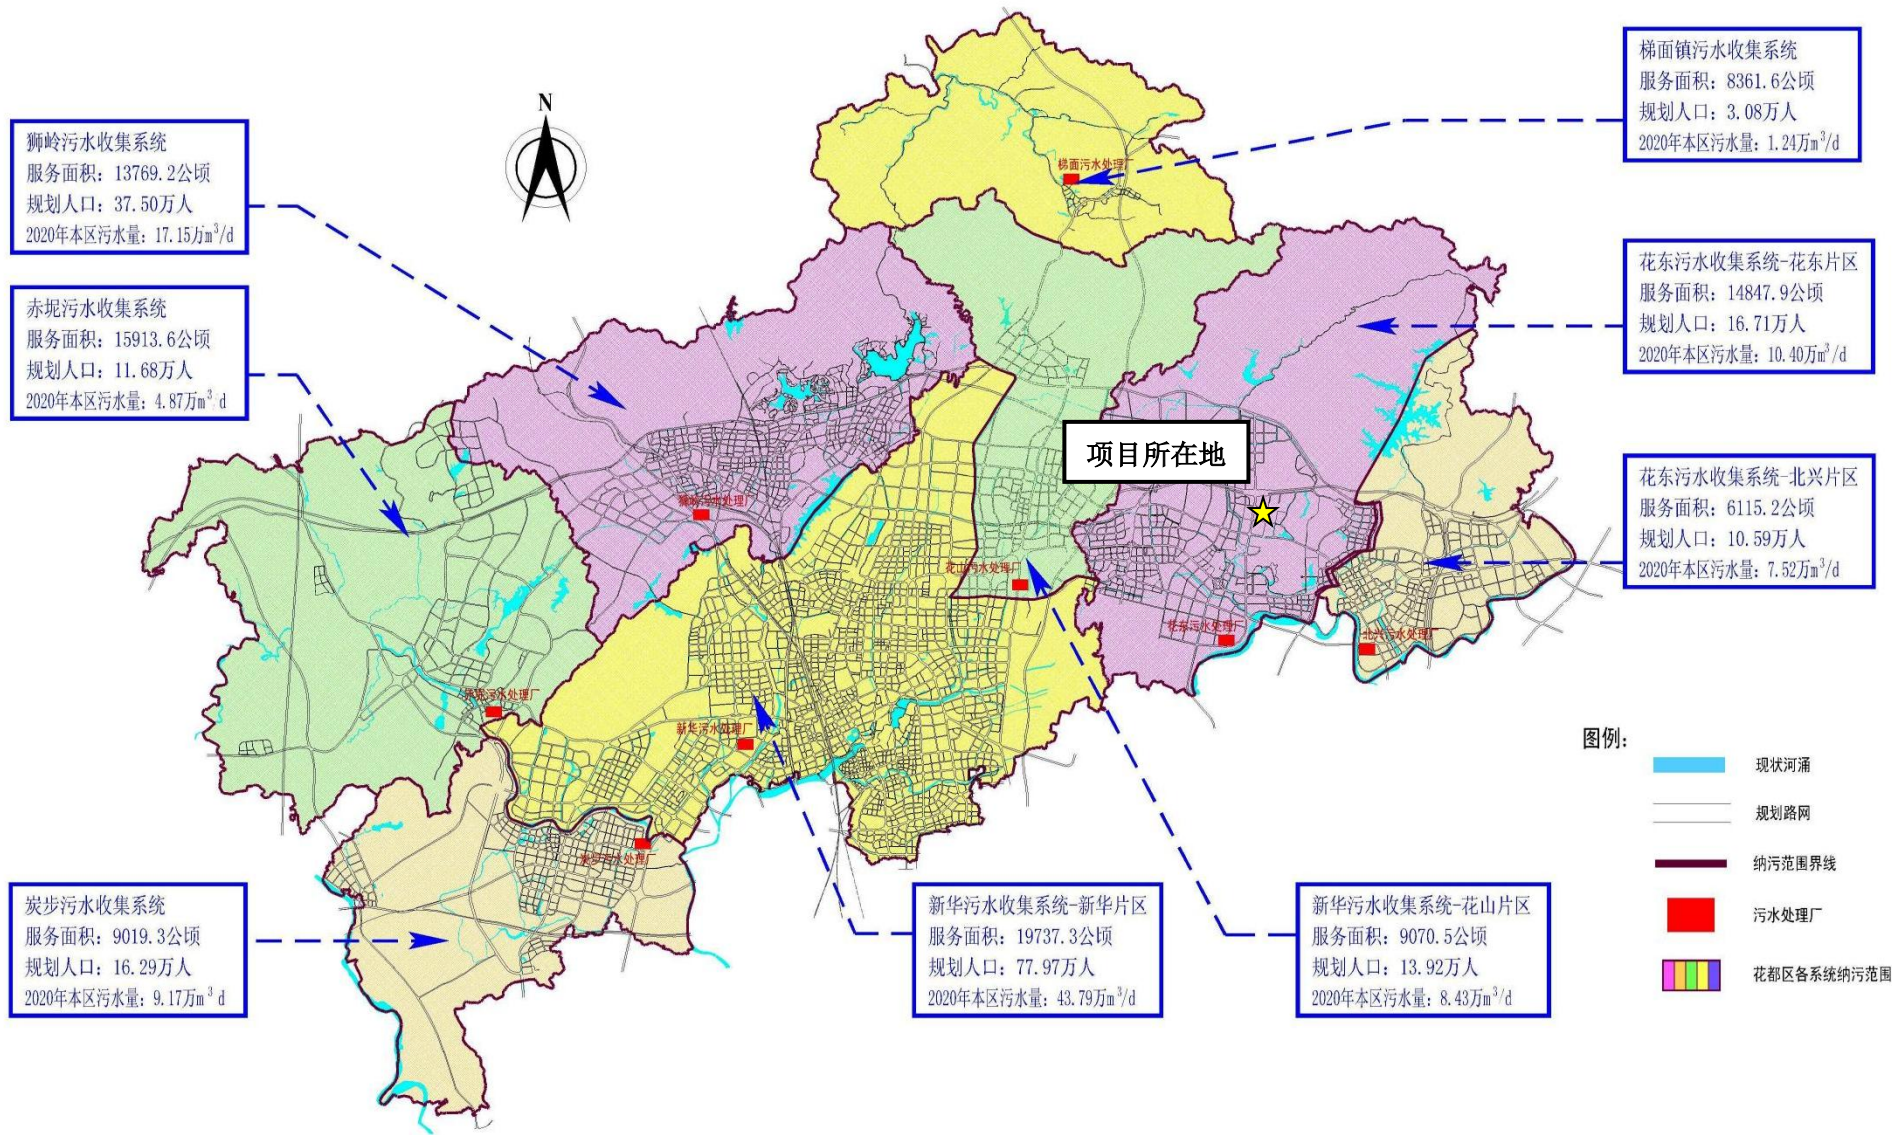 N
梯面镇污水收集系统
服务面积: 8361.6公顷
规划人口: 3.08万人
2020年本区污水量: 1.24万m³/d
狮岭污水收集系统
服务面积: 13769.2公顷
规划人口: 37.50万人
2020年本区污水量: 17.15万m³/d
梯面污水处理厂
花东污水收集系统-花东片区
服务面积: 14847.9公顷
规划人口: 16.71万人
2020年本区污水量: 10.40万m³/d
赤坭污水收集系统
服务面积: 15913.6公顷
规划人口: 11.68万人
2020年本区污水量: 4.87万m³ d
项目所在地
花东污水收集系统-北兴片区
服务面积: 6115.2公顷
规划人口: 10.59万人
2020年本区污水量: 7.52万m³/d
狮岭污水处理厂
花山污水处理厂
花东污水处理厂
北兴污水处理厂
赤坭污水处理厂
新华污水处理厂
炭步污水处理厂
图例:
现状河涌
规划路网
纳污范围界线
污水处理厂
花都区各系统纳污范围
炭步污水收集系统
服务面积: 9019.3公顷
规划人口: 16.29万人
2020年本区污水量: 9.17万m³ d
新华污水收集系统-新华片区
服务面积: 19737.3公顷
规划人口: 77.97万人
2020年本区污水量: 43.79万m³/d
新华污水收集系统-花山片区
服务面积: 9070.5公顷
规划人口: 13.92万人
2020年本区污水量: 8.43万m³/d